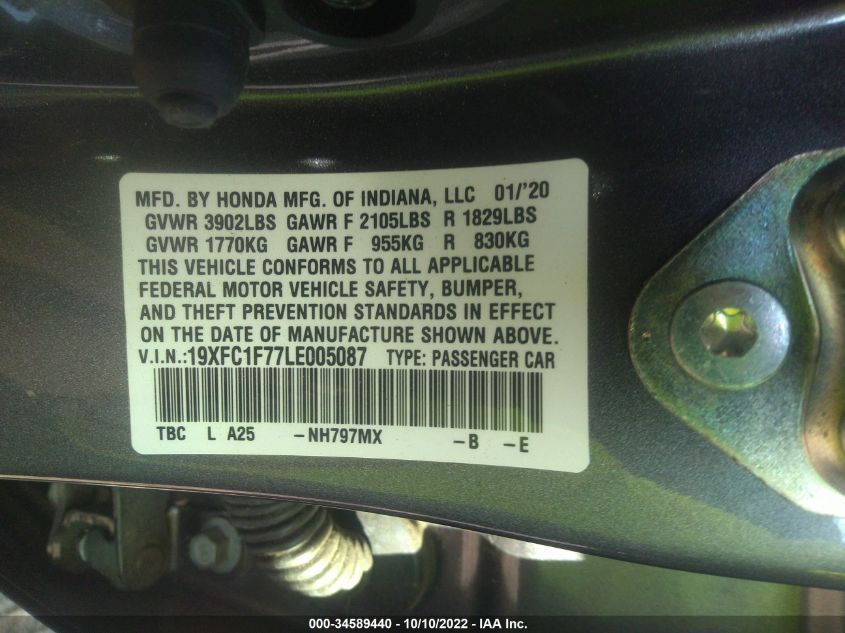 MFD. BY HONDA MFG. OF INDIANA, LLC 01/'20
GVWR 3902LBS GAWR F 2105LBS R 1829LBS
GVWR 1770KG GAWR F 955KG R 830KG
THIS VEHICLE CONFORMS TO ALL APPLICABLE
FEDERAL MOTOR VEHICLE SAFETY, BUMPER,
AND THEFT PREVENTION STANDARDS IN EFFECT
ON THE DATE OF MANUFACTURE SHOWN ABOVE.
V.I.N.:19XFC1F77LE005087 TYPE: PASSENGER CAR
TBC L A25 -NH797MX -B -E
000-34589440 - 10/10/2022 - IAA Inc.